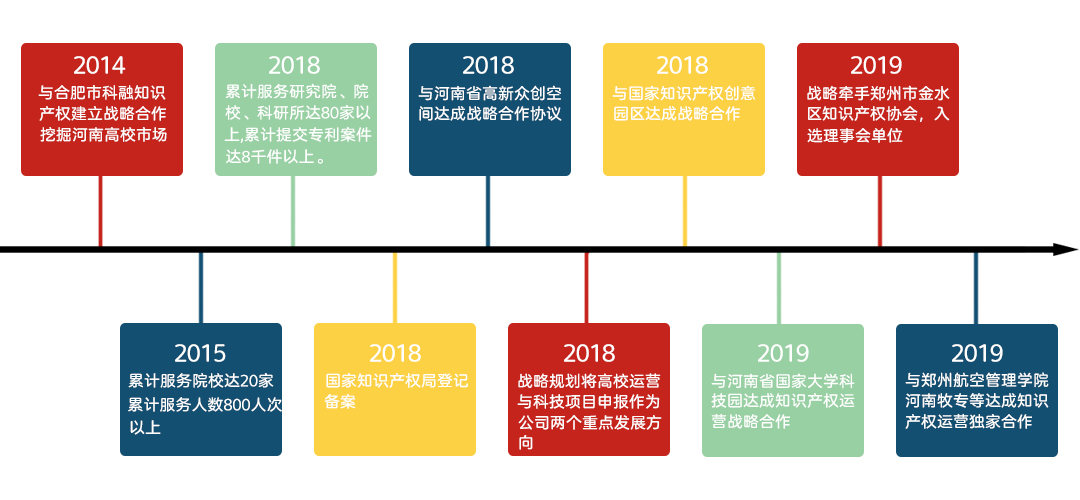 2014
与合肥市科融知识
产权建立战略合作
挖掘河南高校市场
2018
累计服务研究院、院
校、科研所达80家以
上,累计提交专利案件
达8千件以上。
2018
与河南省高新众创空
间达成战略合作协议
2018
与国家知识产权创意
园区达成战略合作
2019
战略牵手郑州市金水
区知识产权协会，入
选理事会单位
2015
累计服务院校达20家
累计服务人数800人次
以上
2018
国家知识产权局登记
备案
2018
战略规划将高校运营
与科技项目申报作为
公司两个重点发展方
向
2019
与河南省国家大学科
技园达成知识产权运
营战略合作
2019
与郑州航空管理学院
河南牧专等达成知识
产权运营独家合作